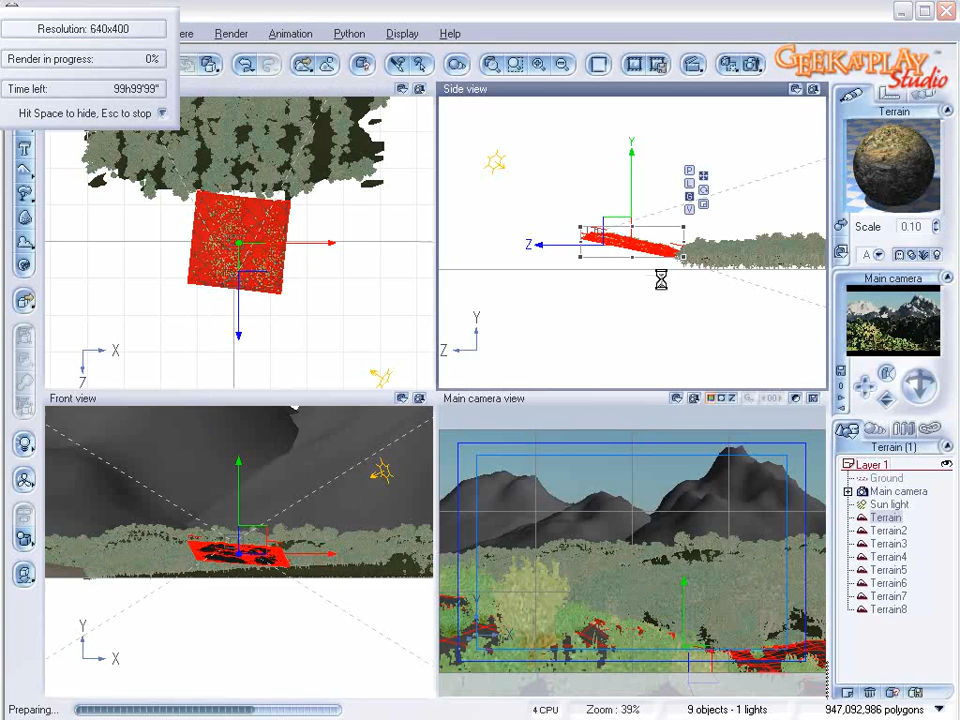 Resolution: 640x400
Render in progress: 0%
Time left: 99h99'99"
Hit Space to hide, Esc to stop
ere Render Animation Python Display Help
GEEKATPLAY
Studio
Side view
Terrain
Y
P
L
G
V
Z
Scale 0.10
A
X
Z
Y
Z
Main camera
Front view
Main camera view
Terrain (1)
Layer 1
Ground
Main camera
Sun light
Terrain
Terrain2
Terrain3
Terrain4
Terrain5
Terrain6
Terrain7
Terrain8
Y
X
X
Preparing...
4 CPU
Zoom : 39%
9 objects - 1 lights
947,092,986 polygons